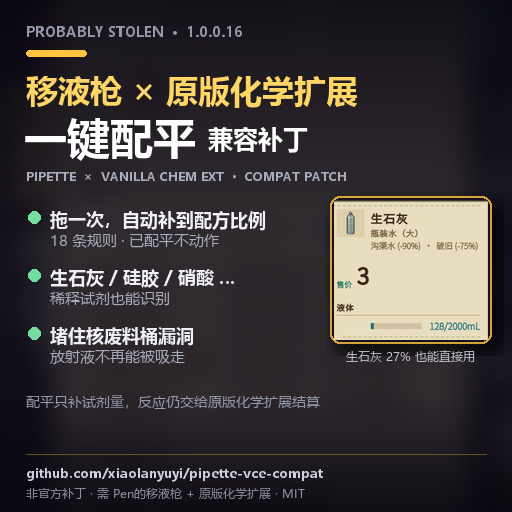 PROBABLY STOLEN • 1.0.0.16
移液枪 × 原版化学扩展
一键配平 兼容补丁
PIPETTE × VANILLA CHEM EXT • COMPAT PATCH
拖一次，自动补到配方比例
18 条规则 · 已配平不动作
生石灰 / 硅胶 / 硝酸 ...
稀释试剂也能识别
堵住核废料桶漏洞
放射液不再能被吸走
生石灰
瓶装水（大）
沟渠水 (-90%) • 破旧 (-75%)
售价 3
液体
128/2000mL
生石灰 27% 也能直接用
配平只补试剂量，反应仍交给原版化学扩展结算
github.com/xiaolanyuyi/pipette-vce-compat
非官方补丁 · 需 Pen的移液枪 + 原版化学扩展 · MIT